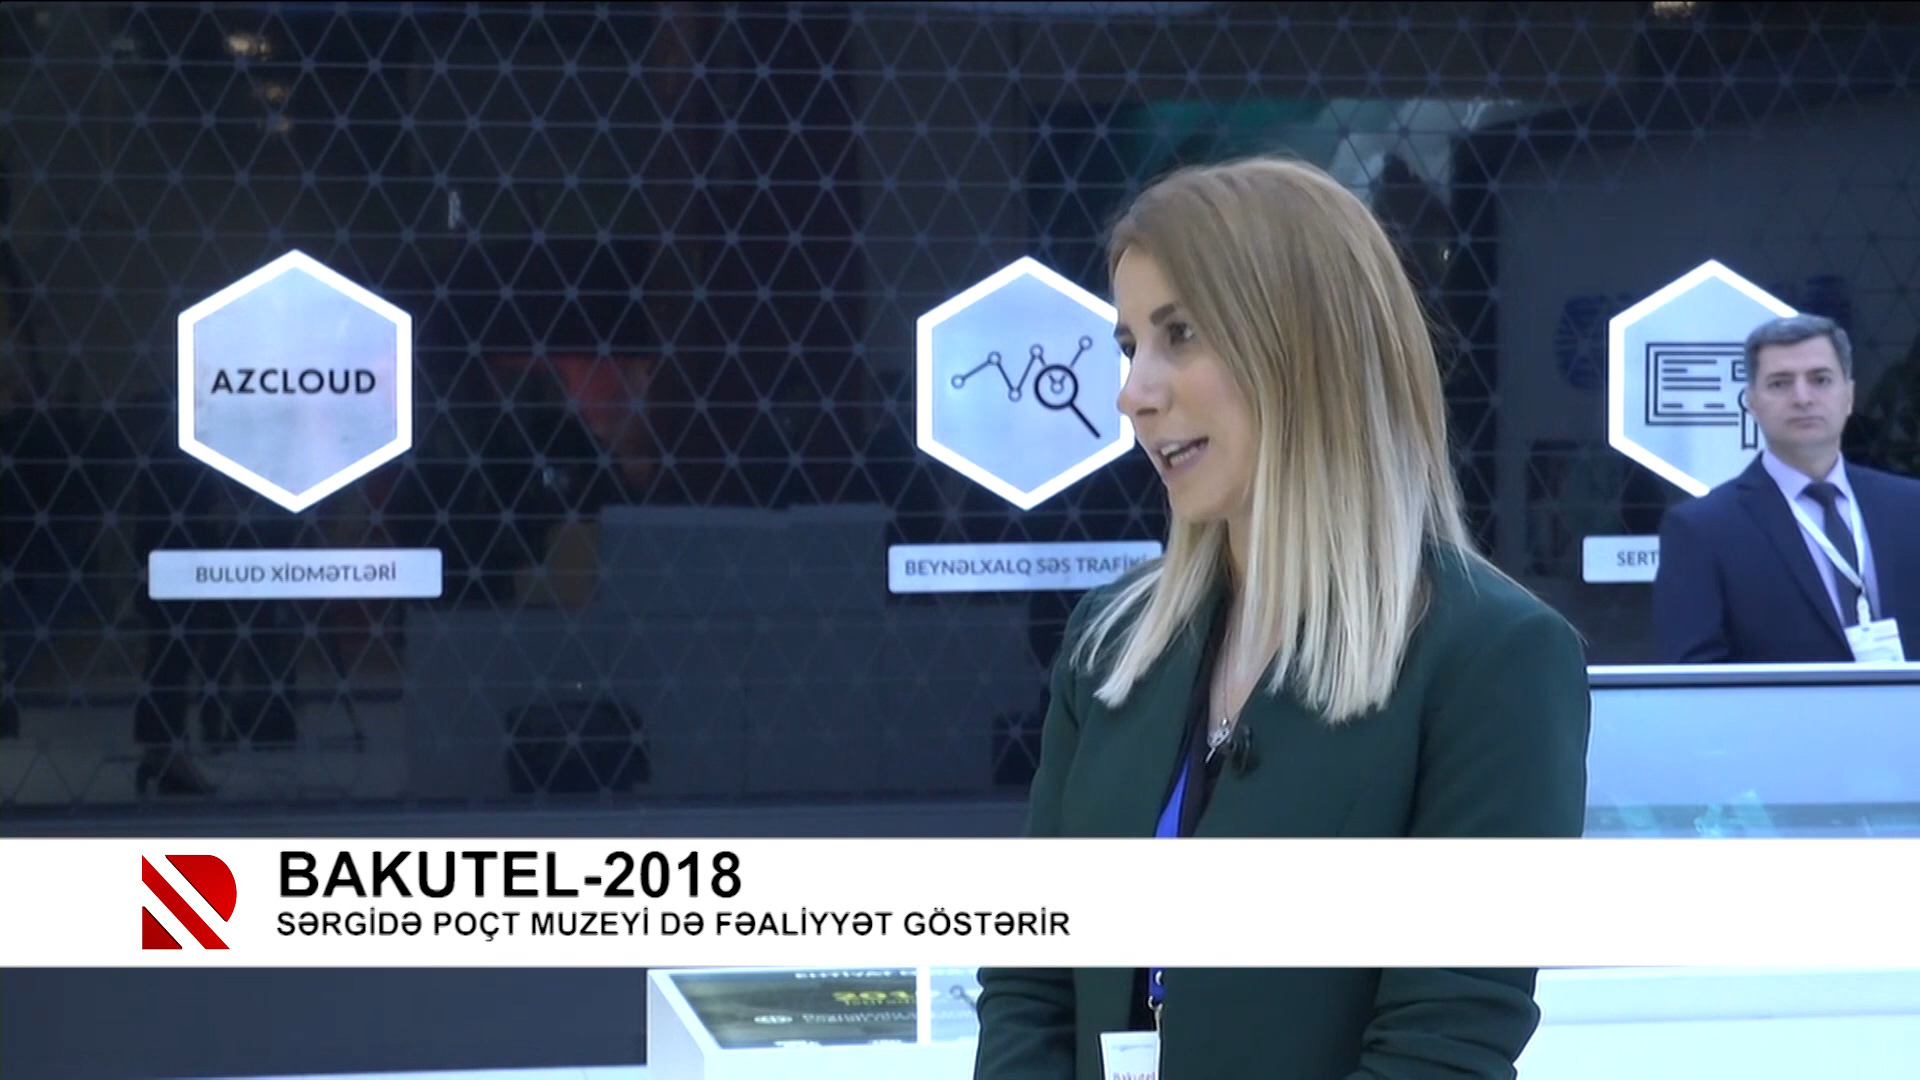 AZCLOUD
BULUD XİDMƏTLƏRİ
BEYNƏLXALQ SƏS TRAFİKİ
SERT
BAKUTEL-2018
SƏRGİDƏ POÇT MUZEYİ DƏ FƏALİYYƏT GÖSTƏRİR
Bakutel